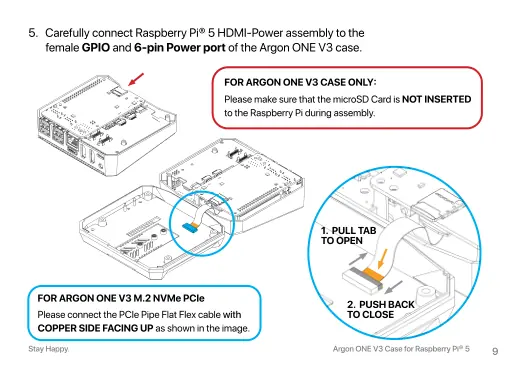 5. Carefully connect Raspberry Pi® 5 HDMI-Power assembly to the
female GPIO and 6-pin Power port of the Argon ONE V3 case.
FOR ARGON ONE V3 CASE ONLY:
Please make sure that the microSD Card is NOT INSERTED
to the Raspberry Pi during assembly.
1. PULL TAB
TO OPEN
2. PUSH BACK
TO CLOSE
FOR ARGON ONE V3 M.2 NVMe PCIe
Please connect the PCIe Pipe Flat Flex cable with
COPPER SIDE FACING UP as shown in the image.
Stay Happy.
Argon ONE V3 Case for Raspberry Pi® 5
9